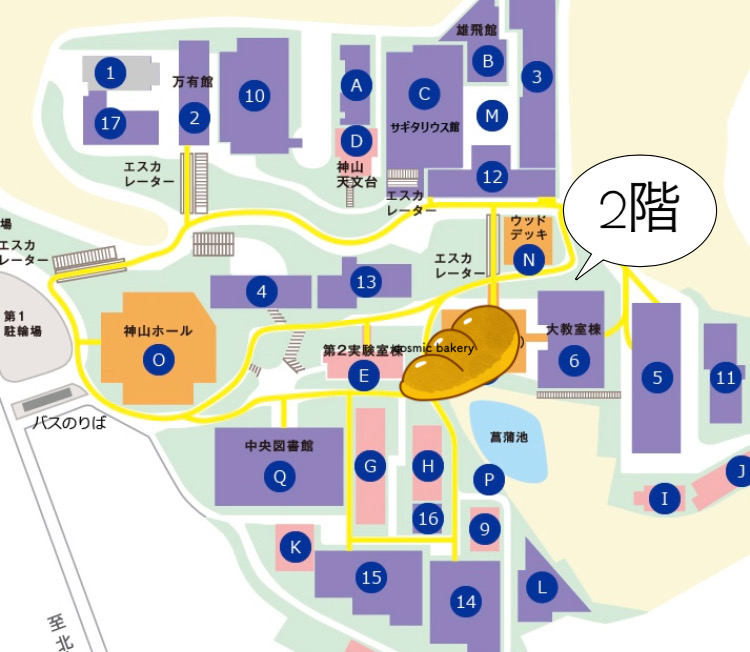 雄飛館
B
1
万有館
10
A
C
3
17
2
M
サギタリウス館
D
神山
天文台
12
エスカ
レーター
エスカ
レーター
2階
場
エスカ
レーター
ウッド
デッキ
N
エスカ
レーター
4
13
第1
駐輪場
神山ホール
O
第2実験室棟
E
cosmic bakery
大教室棟
6
5
11
バスのりば
中央図書館
Q
G
H
菖蒲池
P
16
9
I
J
K
15
14
L
至
北